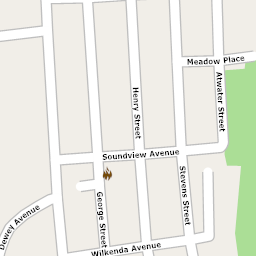 Meadow Place
Atwater Street
Henry Street
Soundview Avenue
Stevens Street
George Street
Dewey Avenue
Wilkenda Avenue